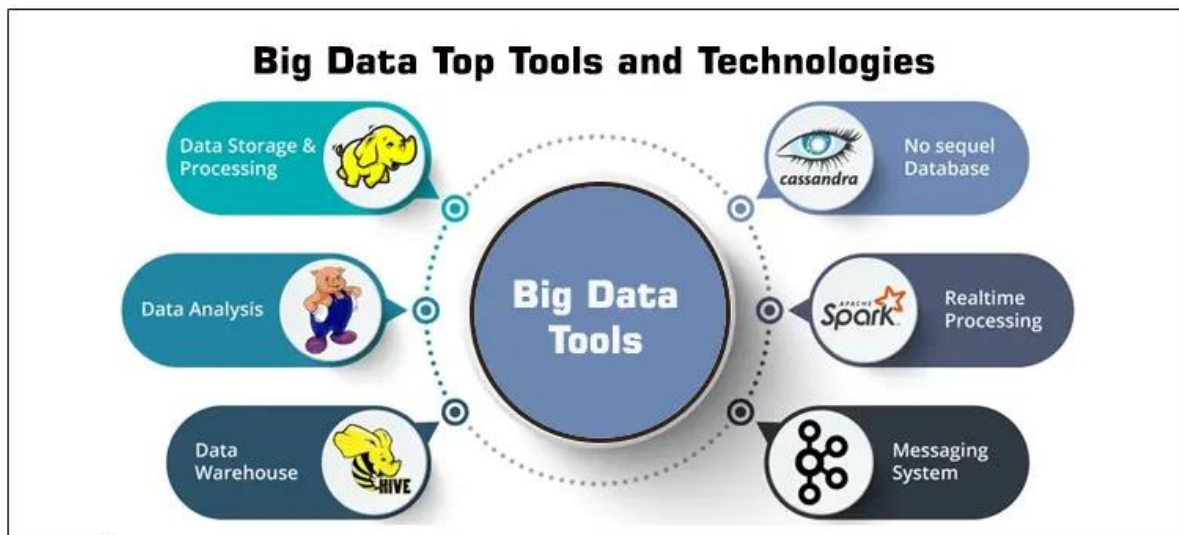 Big Data Top Tools and Technologies
Data Storage &
Processing
Data Analysis
Data
Warehouse
HIVE
Big Data
Tools
cassandra
No sequel
Database
APACHE
Spark
Realtime
Processing
Messaging
System